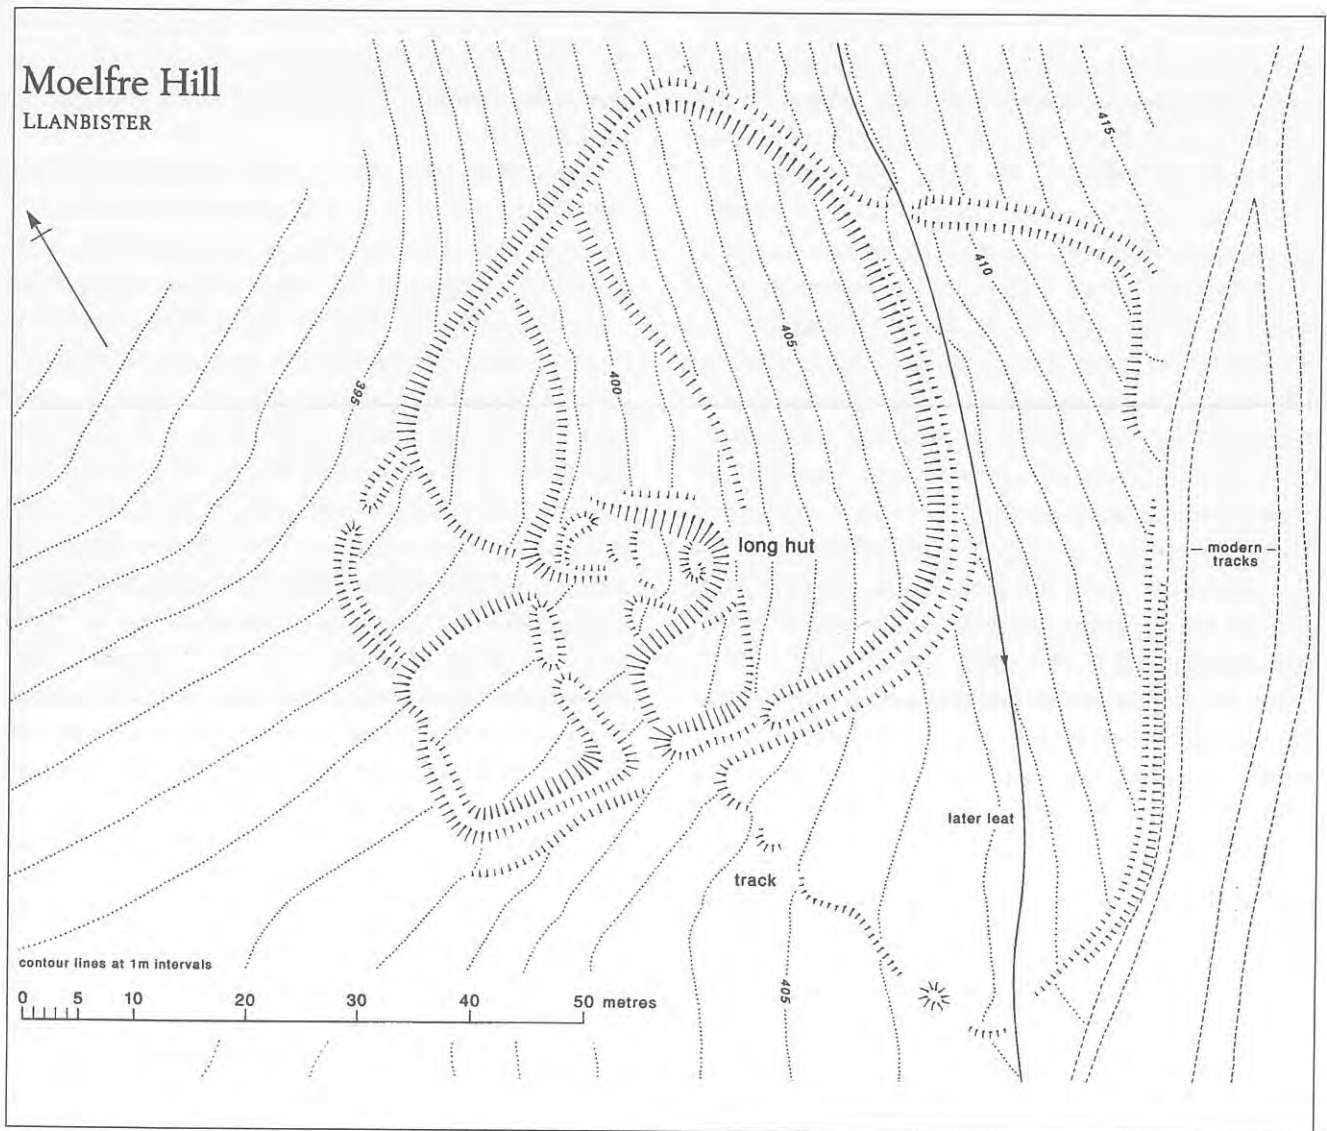 Moelfre Hill
LLANBISTER
415
410
405
400
395
long hut
— modern —
tracks
later leat
track
405
contour lines at 1m intervals
0 5 10 20 30 40 50 metres